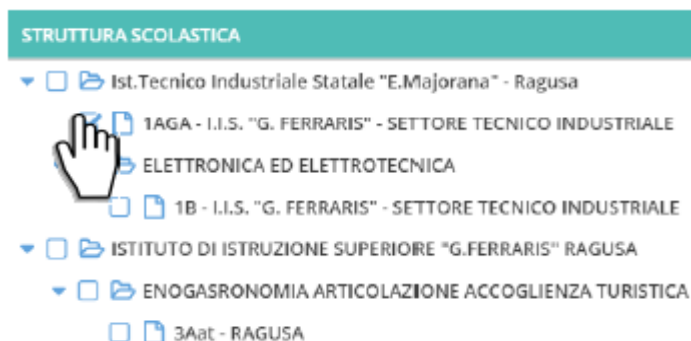 STRUTTURA SCOLASTICA
Ist.Tecnico Industriale Statale "E.Majorana" - Ragusa
1AGA - I.I.S. "G. FERRARIS" - SETTORE TECNICO INDUSTRIALE
ELETTRONICA ED ELETTROTECNICA
1B - I.I.S. "G. FERRARIS" - SETTORE TECNICO INDUSTRIALE
ISTITUTO DI ISTRUZIONE SUPERIORE "G.FERRARIS" RAGUSA
ENOGASRONOMIA ARTICOLAZIONE ACCOGLIENZA TURISTICA
3Aat - RAGUSA